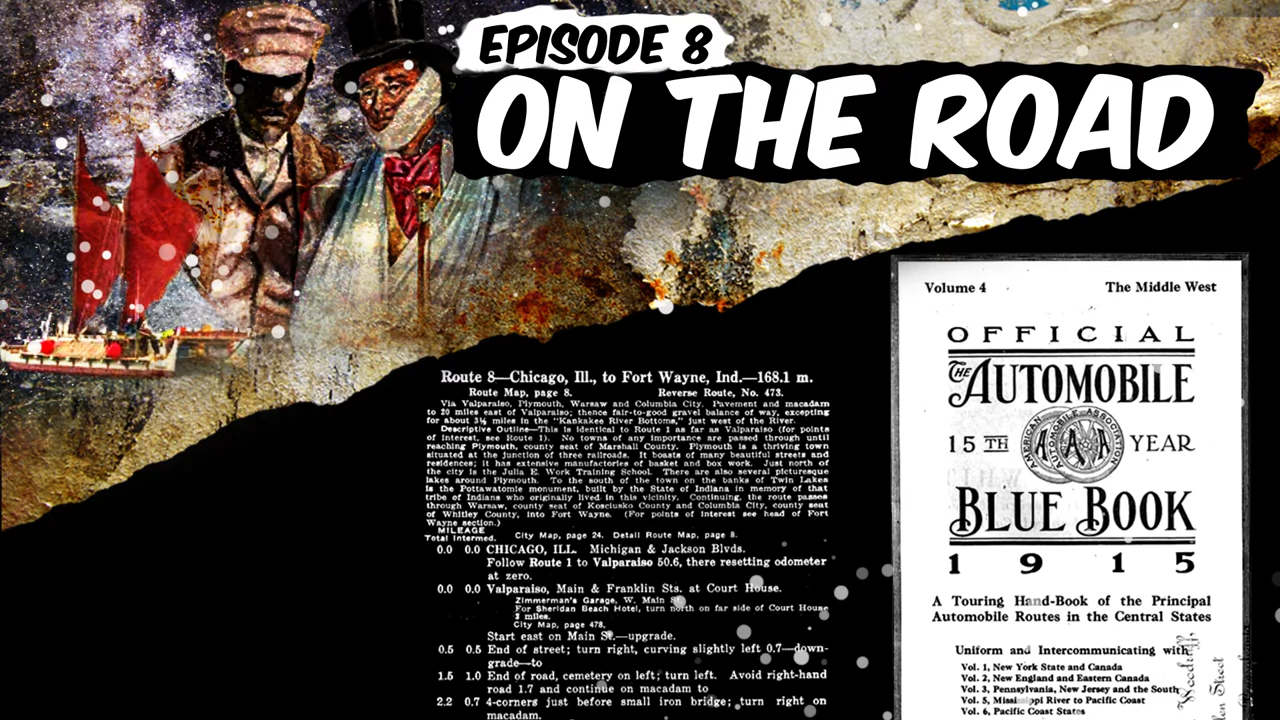 EPISODE 8
ON THE ROAD
Route 8—Chicago, Ill., to Fort Wayne, Ind.—168.1 m.
Route Map, page 8. Reverse Route, No. 473.
Via Valparaiso, Plymouth, Warsaw and Columbia City. Pavement and macadam
to 20 miles east of Valparaiso; thence fair-to-good gravel balance of way, excepting
for about 3½ miles in the "Kankakee River Bottoms," just west of the River.
Descriptive Outline—This is identical to Route 1 as far as Valparaiso (for points
of interest, see Route 1). No towns of any importance are passed through until
reaching Plymouth, county seat of Marshall County. Plymouth is a thriving town
situated at the junction of three railroads. It boasts of many beautiful streets and
residences; it has extensive manufactories of basket and box work. Just north of
the city is the Julia E. Work Training School. There are also several picturesque
lakes around Plymouth. To the south of the town on the banks of Twin Lakes
is the Pottawatomie monument, built by the State of Indiana in memory of that
tribe of Indians who originally lived in this vicinity. Continuing, the route passes
through Warsaw, county seat of Kosciusko County and Columbia City, county seat
of Whitley County, into Fort Wayne. (For points of interest see head of Fort
Wayne section.)
MILEAGE
Total Intermed. City Map, page 24. Detail Route Map, page 8.
0.0 0.0 CHICAGO, ILL. Michigan & Jackson Blvds.
Follow Route 1 to Valparaiso 50.6, there resetting odometer
at zero.
0.0 0.0 Valparaiso, Main & Franklin Sts. at Court House.
Zimmerman's Garage, W. Main St.
For Sheridan Beach Hotel, turn north on far side of Court House
3 miles.
City Map, page 478.
Start east on Main St.—upgrade.
0.5 0.5 End of street; turn right, curving slightly left 0.7—down-
grade—to
1.5 1.0 End of road, cemetery on left; turn left. Avoid right-hand
road 1.7 and continue on macadam to
2.2 0.7 4-corners just before small iron bridge; turn right on
macadam.
Volume 4 The Middle West
OFFICIAL
THE AUTOMOBILE
15TH AMERICAN AUTOMOBILE ASSOCIATION AAA YEAR
BLUE BOOK
1915
A Touring Hand-Book of the Principal
Automobile Routes in the Central States
Uniform and Intercommunicating with
Vol. 1, New York State and Canada
Vol. 2, New England and Eastern Canada
Vol. 3, Pennsylvania, New Jersey and the South
Vol. 5, Mississippi River to Pacific Coast
Vol. 6, Pacific Coast States